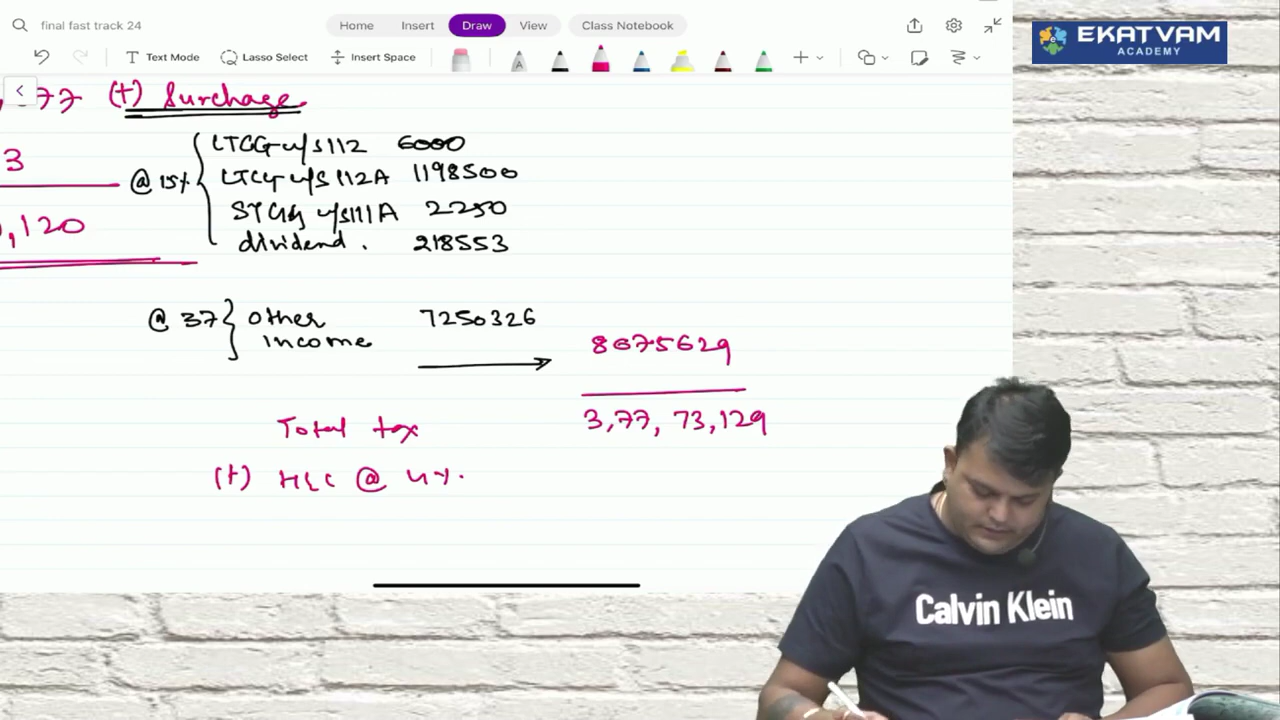 final fast track 24
Home Insert Draw View Class Notebook
EKATVAM
ACADEMY
Text Mode Lasso Select Insert Space
77 (+) Surchage
3
,120
@ 15%
LTCG u/s 112 6000
LTCG u/s 112A 1198500
STCG u/s 111A 2250
dividend . 218553
@ 37 } Other income 7250326
8675629
Total tax 3,77,73,129
(+) HEC @ 4%.
Calvin Klein